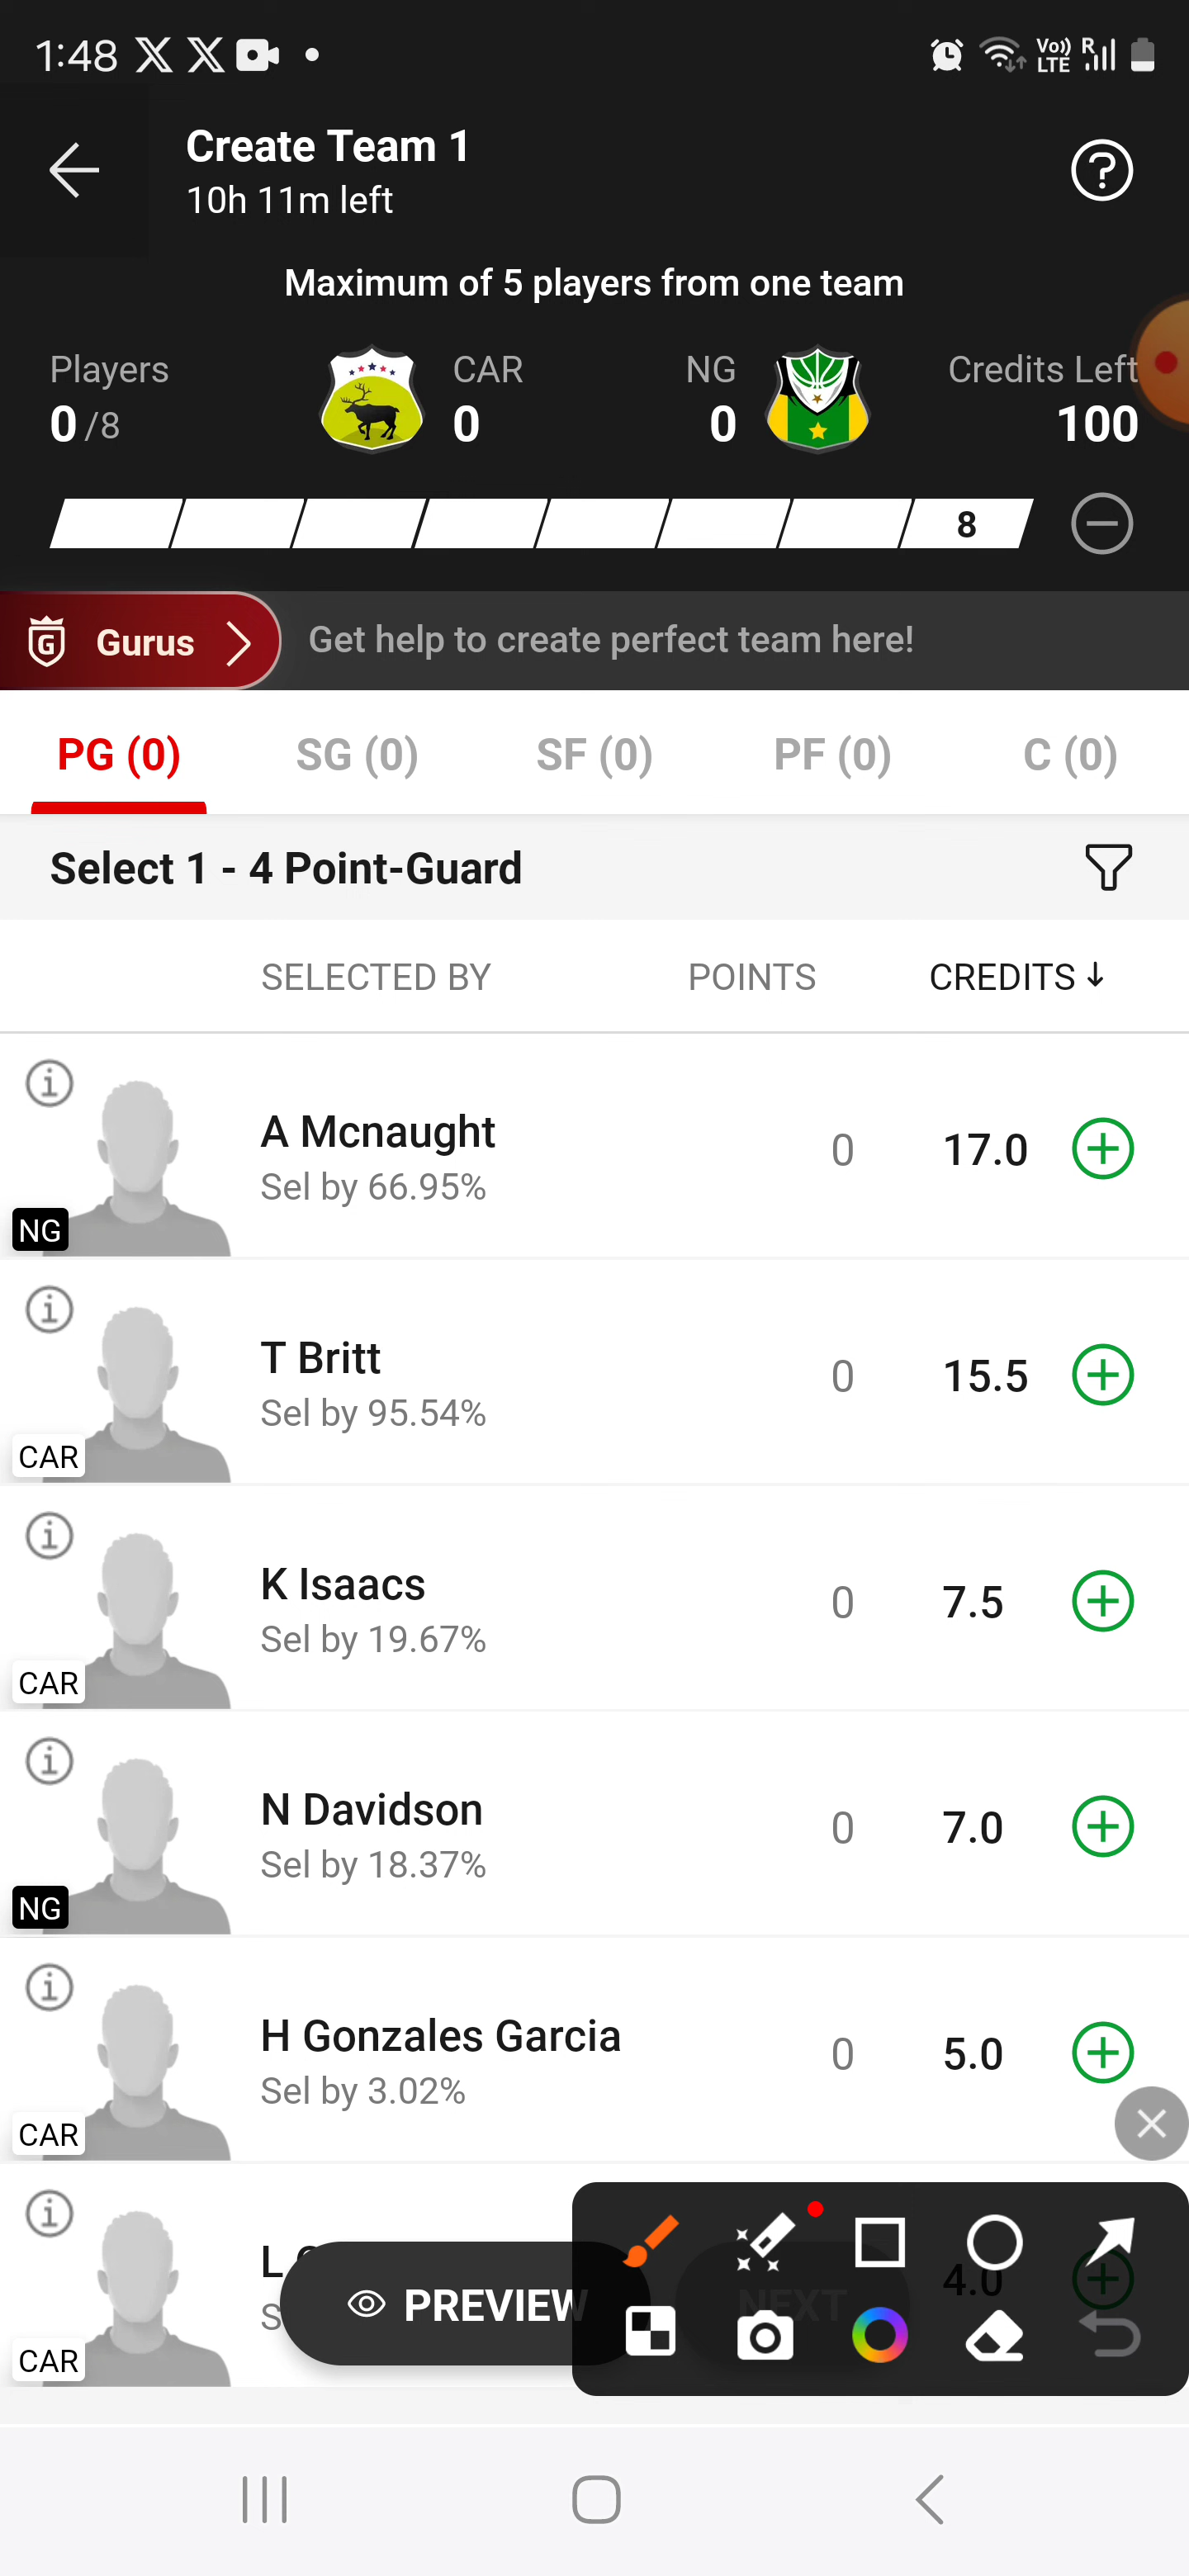 1:48
Vo)) LTE R
Create Team 1
10h 11m left
Maximum of 5 players from one team
Players CAR NG Credits Left
0/8 0 0 100
8
G Gurus Get help to create perfect team here!
PG (0) SG (0) SF (0) PF (0) C (0)
Select 1 - 4 Point-Guard
SELECTED BY POINTS CREDITS
A Mcnaught
Sel by 66.95%
0 17.0
NG
T Britt
Sel by 95.54%
0 15.5
CAR
K Isaacs
Sel by 19.67%
0 7.5
CAR
N Davidson
Sel by 18.37%
0 7.0
NG
H Gonzales Garcia
Sel by 3.02%
0 5.0
CAR
L
4.0
PREVIEW NEXT
CAR